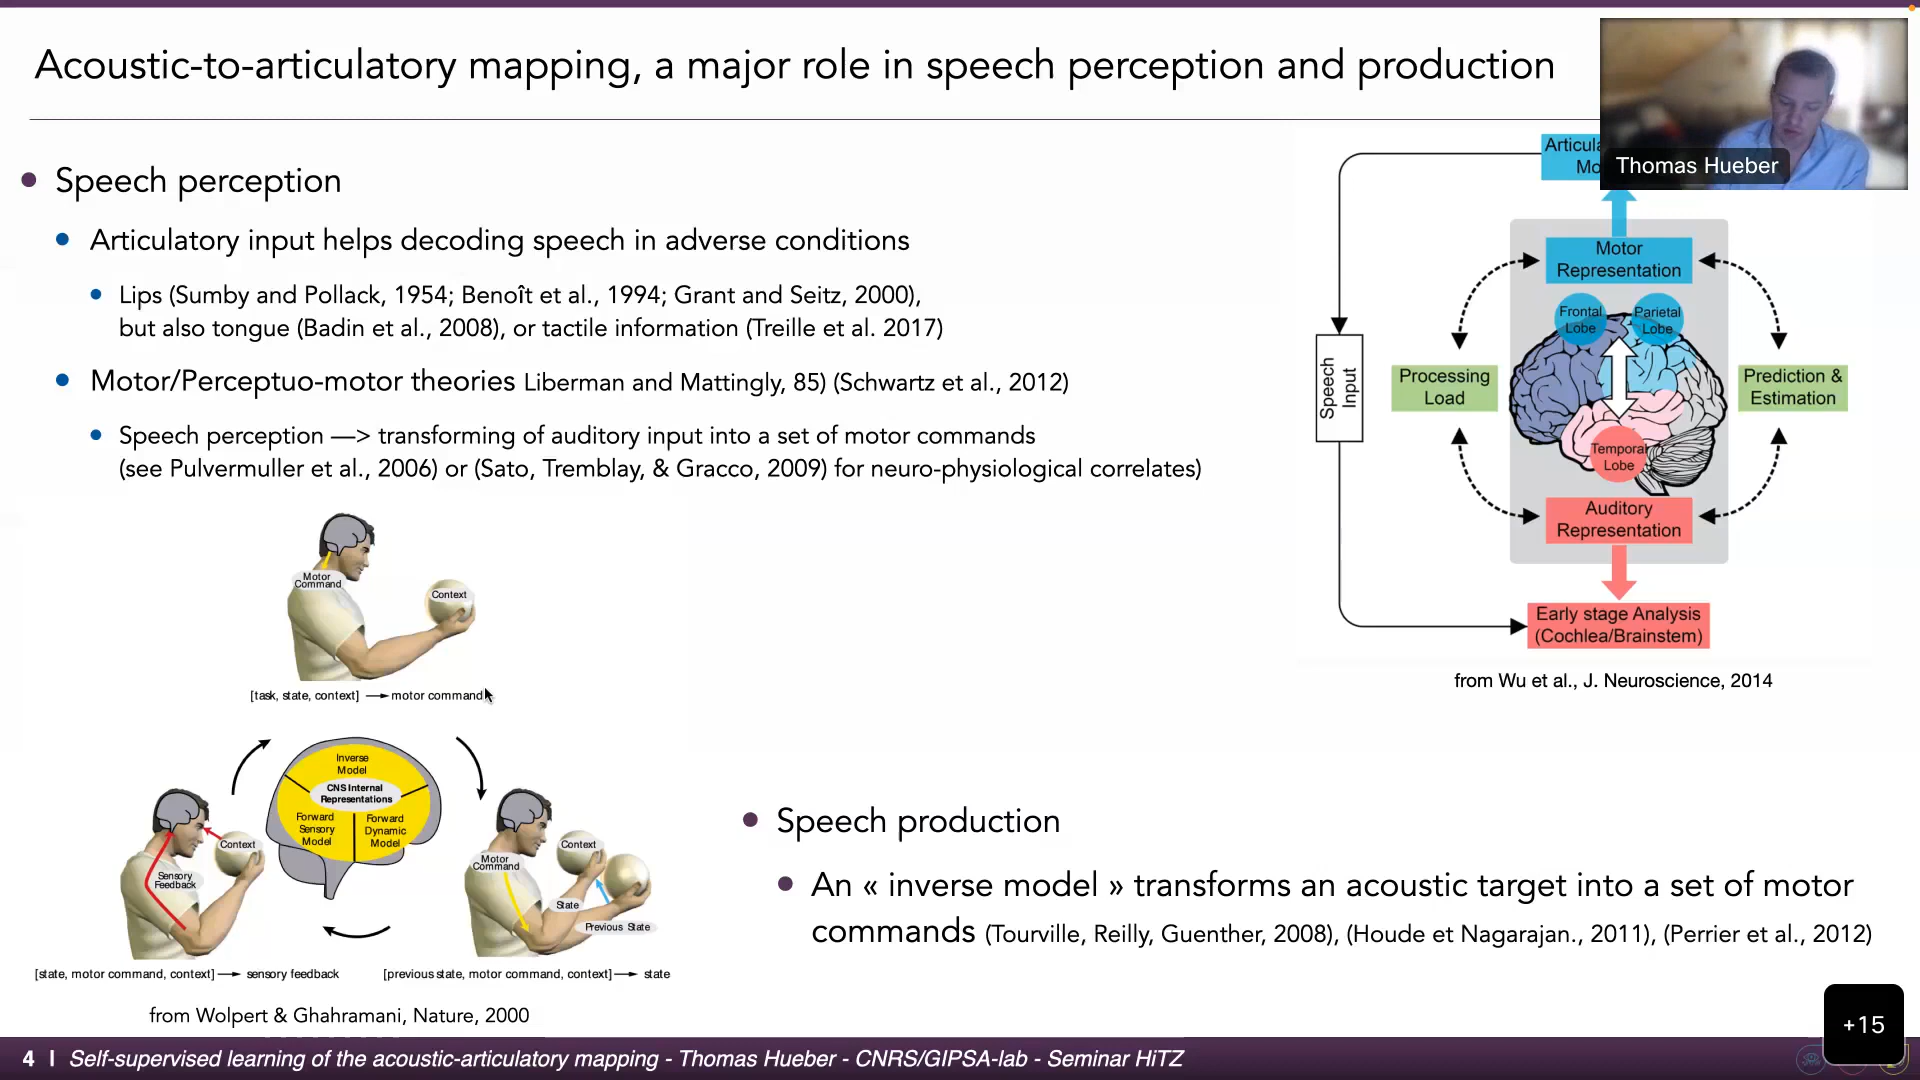 Acoustic-to-articulatory mapping, a major role in speech perception and production
Thomas Hueber
Speech perception
Articulatory input helps decoding speech in adverse conditions
Lips (Sumby and Pollack, 1954; Benoît et al., 1994; Grant and Seitz, 2000),
but also tongue (Badin et al., 2008), or tactile information (Treille et al. 2017)
Motor/Perceptuo-motor theories Liberman and Mattingly, 85) (Schwartz et al., 2012)
Speech perception —> transforming of auditory input into a set of motor commands
(see Pulvermuller et al., 2006) or (Sato, Tremblay, & Gracco, 2009) for neuro-physiological correlates)
Motor
Representation
Frontal
Lobe
Parietal
Lobe
Speech
Input
Processing
Load
Prediction &
Estimation
Temporal
Lobe
Auditory
Representation
Early stage Analysis
(Cochlea/Brainstem)
from Wu et al., J. Neuroscience, 2014
Motor
Command
Context
[task, state, context] → motor command
Inverse
Model
CNS Internal
Representations
Forward
Sensory
Model
Forward
Dynamic
Model
Context
Sensory
Feedback
Motor
Command
Context
State
Previous State
[state, motor command, context] → sensory feedback
[previous state, motor command, context] → state
from Wolpert & Ghahramani, Nature, 2000
Speech production
An « inverse model » transforms an acoustic target into a set of motor
commands (Tourville, Reilly, Guenther, 2008), (Houde et Nagarajan., 2011), (Perrier et al., 2012)
+15
4 | Self-supervised learning of the acoustic-articulatory mapping - Thomas Hueber - CNRS/GIPSA-lab - Seminar HiTZ